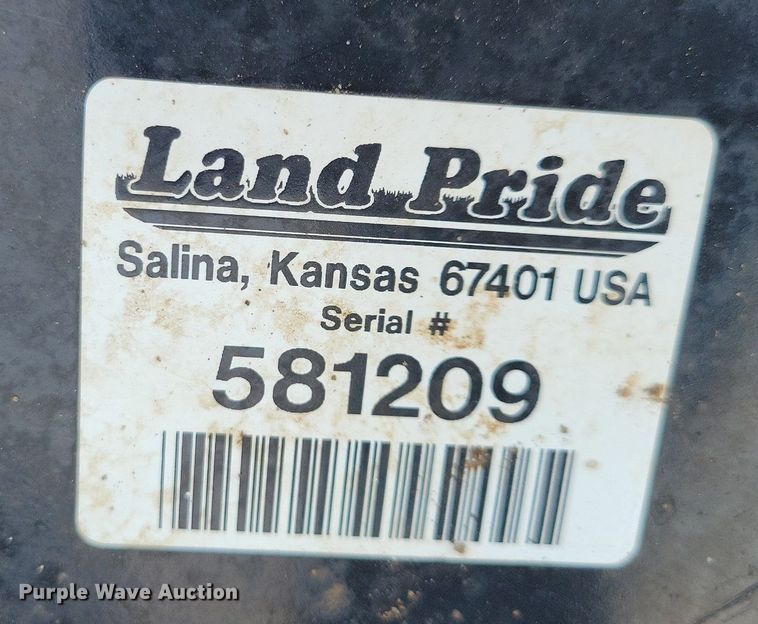 Land Pride
Salina, Kansas 67401 USA
Serial #
581209
Purple Wave Auction